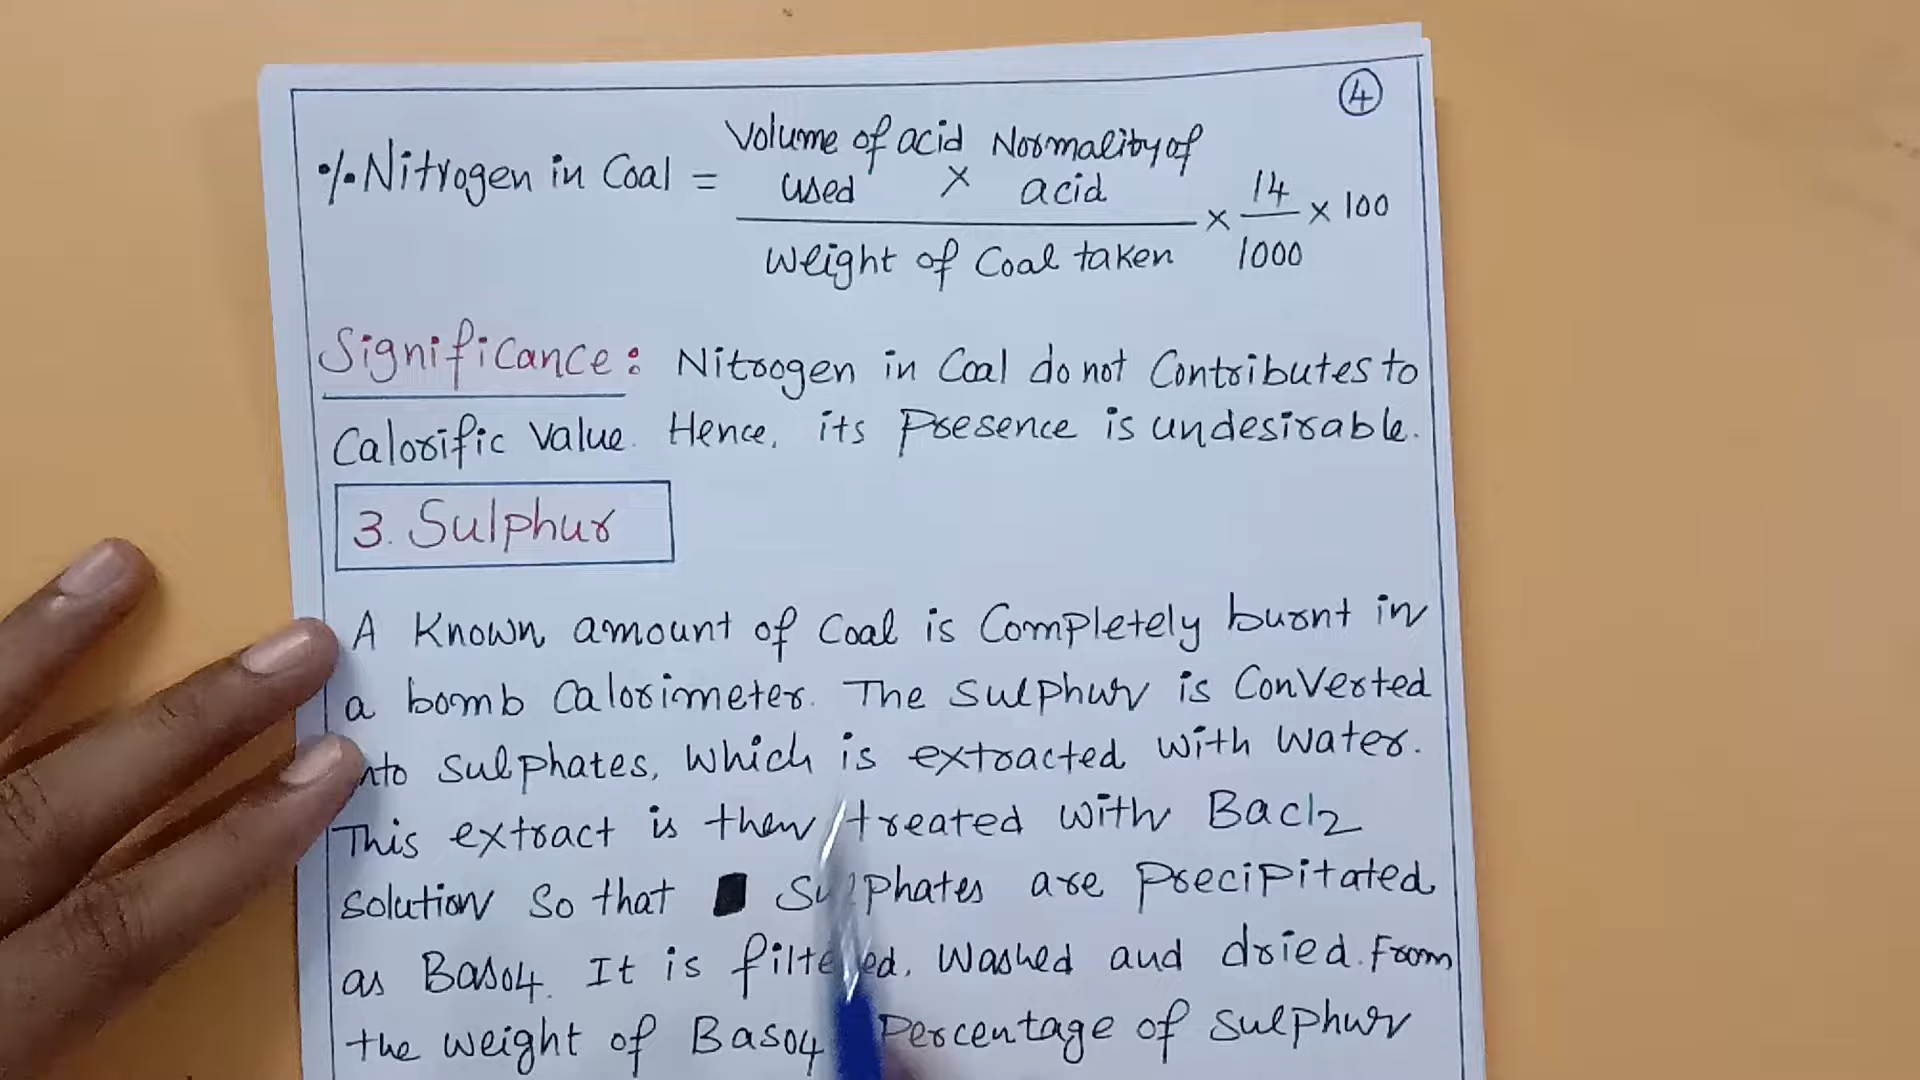 4
% Nitrogen in Coal = Volume of acid used × Normality of acid / Weight of Coal taken × 14/1000 × 100
Significance: Nitrogen in Coal do not Contributes to
Calorific Value. Hence, its Presence is undesirable.
3. Sulphur
A Known amount of Coal is Completely burnt in
a bomb Calorimeter. The Sulphur is Converted
into Sulphates, Which is extracted with Water.
This extract is then treated with Bacl2
Solution So that Sulphates are Precipitated
as BaSO4. It is filtered, Washed and dried. From
the weight of BaSO4 Percentage of Sulphur